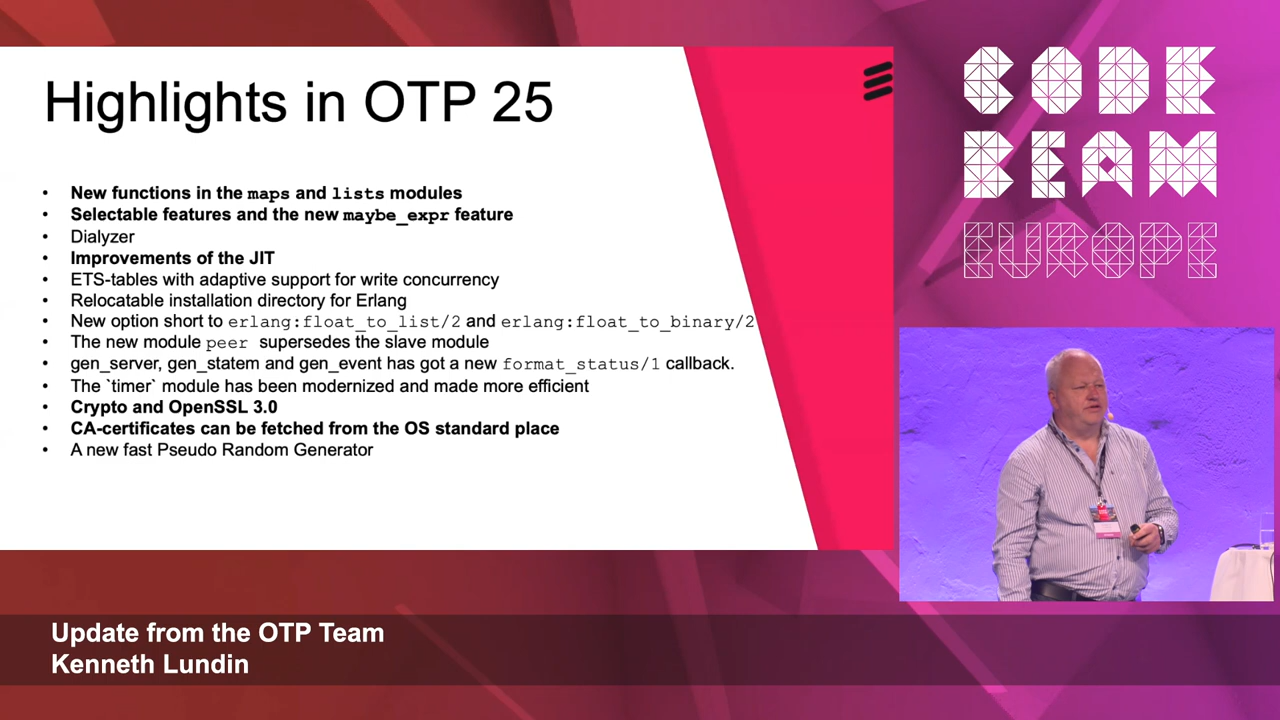 Highlights in OTP 25
• New functions in the maps and lists modules
• Selectable features and the new maybe_expr feature
• Dialyzer
• Improvements of the JIT
• ETS-tables with adaptive support for write concurrency
• Relocatable installation directory for Erlang
• New option short to erlang:float_to_list/2 and erlang:float_to_binary/2
• The new module peer supersedes the slave module
• gen_server, gen_statem and gen_event has got a new format_status/1 callback.
• The `timer` module has been modernized and made more efficient
• Crypto and OpenSSL 3.0
• CA-certificates can be fetched from the OS standard place
• A new fast Pseudo Random Generator
CODE
BEAM
EUROPE
Update from the OTP Team
Kenneth Lundin